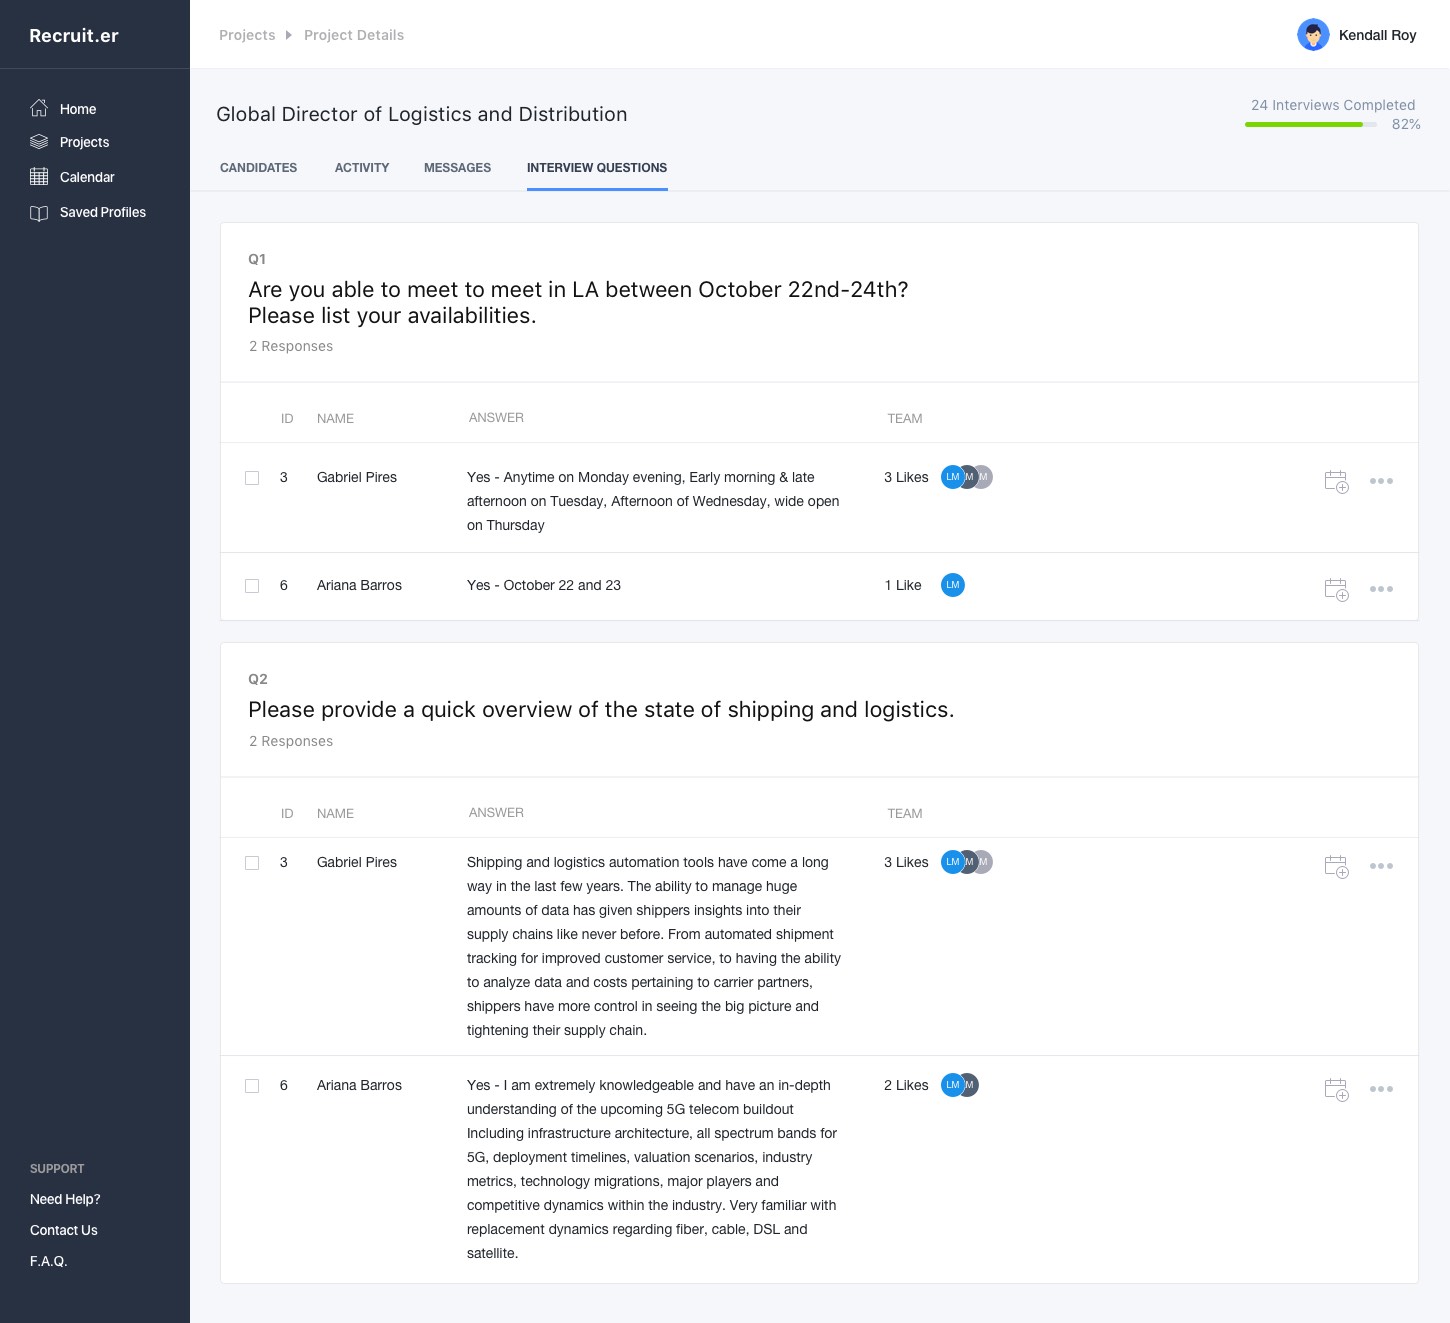 Recruit.er
Projects Project Details
Kendall Roy
Home
Projects
Calendar
Saved Profiles
Global Director of Logistics and Distribution
24 Interviews Completed
82%
CANDIDATES ACTIVITY MESSAGES INTERVIEW QUESTIONS
Q1
Are you able to meet to meet in LA between October 22nd-24th?
Please list your availabilities.
2 Responses
ID NAME ANSWER TEAM
3 Gabriel Pires Yes - Anytime on Monday evening, Early morning & late 3 Likes LM M M
afternoon on Tuesday, Afternoon of Wednesday, wide open
on Thursday
6 Ariana Barros Yes - October 22 and 23 1 Like LM
Q2
Please provide a quick overview of the state of shipping and logistics.
2 Responses
ID NAME ANSWER TEAM
3 Gabriel Pires Shipping and logistics automation tools have come a long 3 Likes LM M M
way in the last few years. The ability to manage huge
amounts of data has given shippers insights into their
supply chains like never before. From automated shipment
tracking for improved customer service, to having the ability
to analyze data and costs pertaining to carrier partners,
shippers have more control in seeing the big picture and
tightening their supply chain.
6 Ariana Barros Yes - I am extremely knowledgeable and have an in-depth 2 Likes LM M
understanding of the upcoming 5G telecom buildout
Including infrastructure architecture, all spectrum bands for
5G, deployment timelines, valuation scenarios, industry
metrics, technology migrations, major players and
competitive dynamics within the industry. Very familiar with
replacement dynamics regarding fiber, cable, DSL and
satellite.
SUPPORT
Need Help?
Contact Us
F.A.Q.